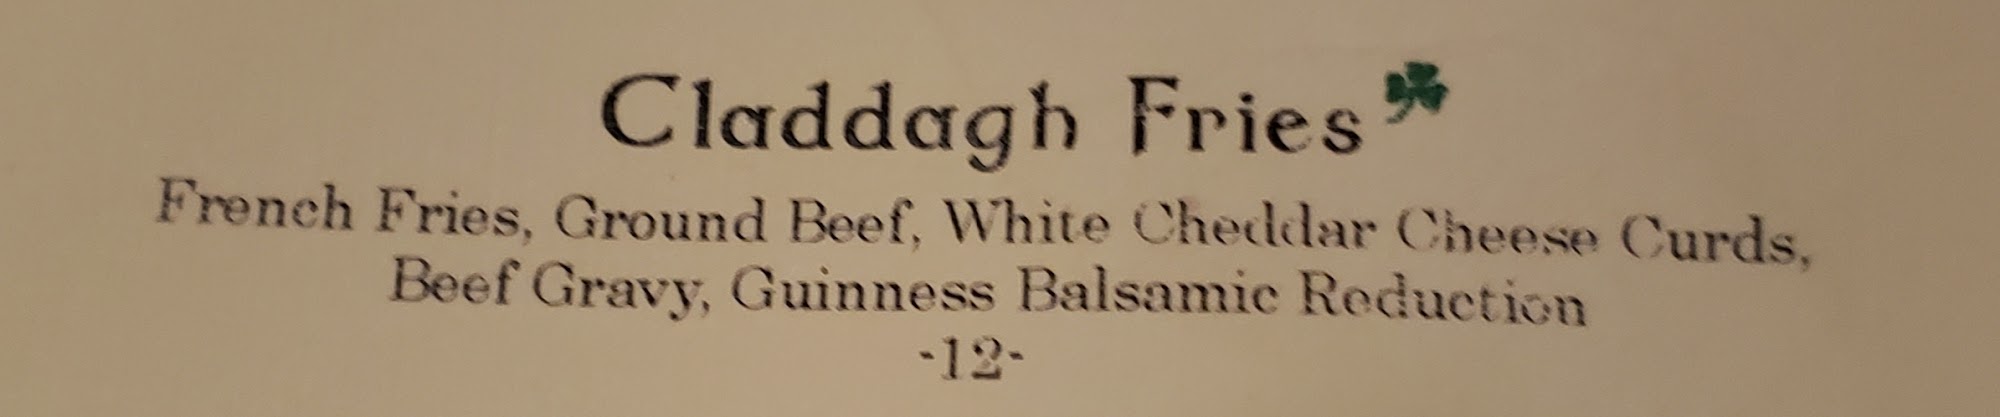 Claddagh Fries
French Fries, Ground Beef, White Cheddar Cheese Curds,
Beef Gravy, Guinness Balsamic Reduction
-12-